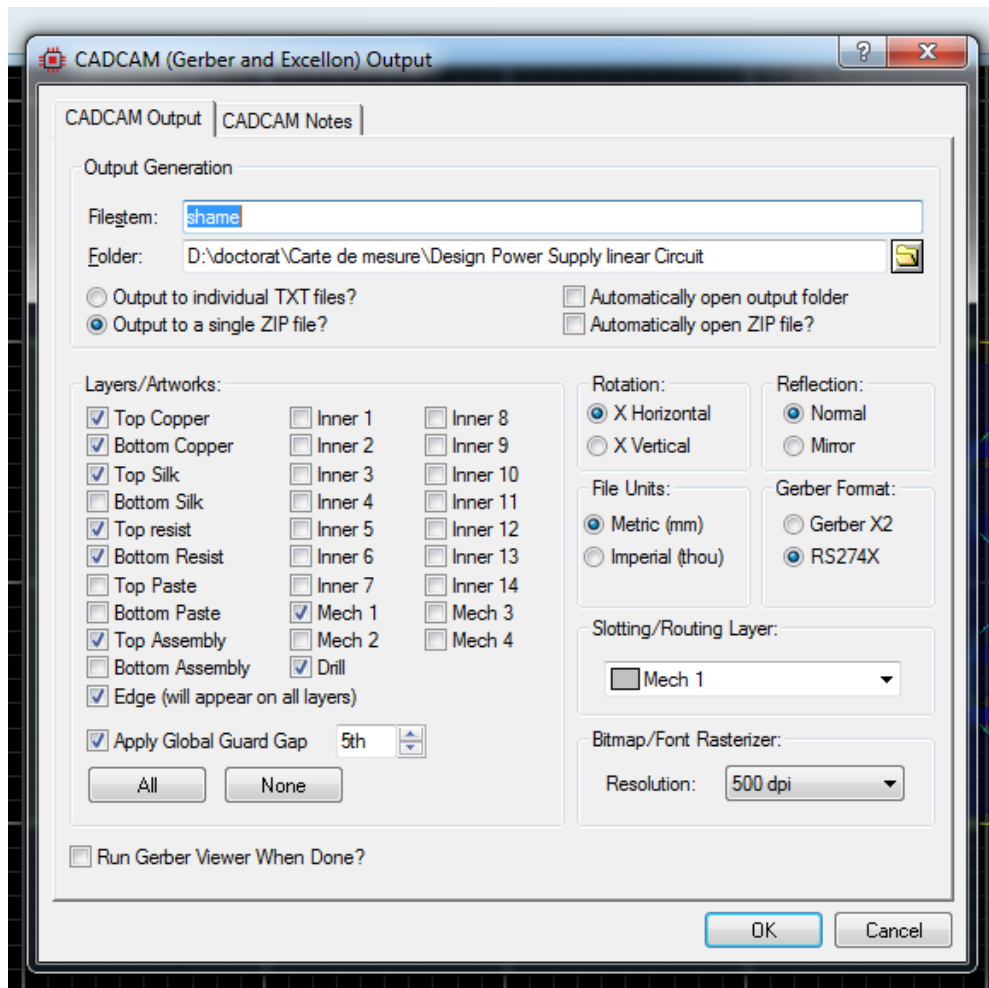 CADCAM (Gerber and Excellon) Output
CADCAM Output CADCAM Notes
Output Generation
Filestem: shame
Folder: D:\doctorat\Carte de mesure\Design Power Supply linear Circuit
Output to individual TXT files? Automatically open output folder
Output to a single ZIP file? Automatically open ZIP file?
Layers/Artworks: Rotation: Reflection:
Top Copper Inner 1 Inner 8 X Horizontal Normal
Bottom Copper Inner 2 Inner 9 X Vertical Mirror
Top Silk Inner 3 Inner 10
Bottom Silk Inner 4 Inner 11 File Units: Gerber Format:
Top resist Inner 5 Inner 12 Metric (mm) Gerber X2
Bottom Resist Inner 6 Inner 13 Imperial (thou) RS274X
Top Paste Inner 7 Inner 14
Bottom Paste Mech 1 Mech 3
Top Assembly Mech 2 Mech 4 Slotting/Routing Layer:
Bottom Assembly Drill Mech 1
Edge (will appear on all layers)
Apply Global Guard Gap 5th Bitmap/Font Rasterizer:
All None Resolution: 500 dpi
Run Gerber Viewer When Done?
OK Cancel